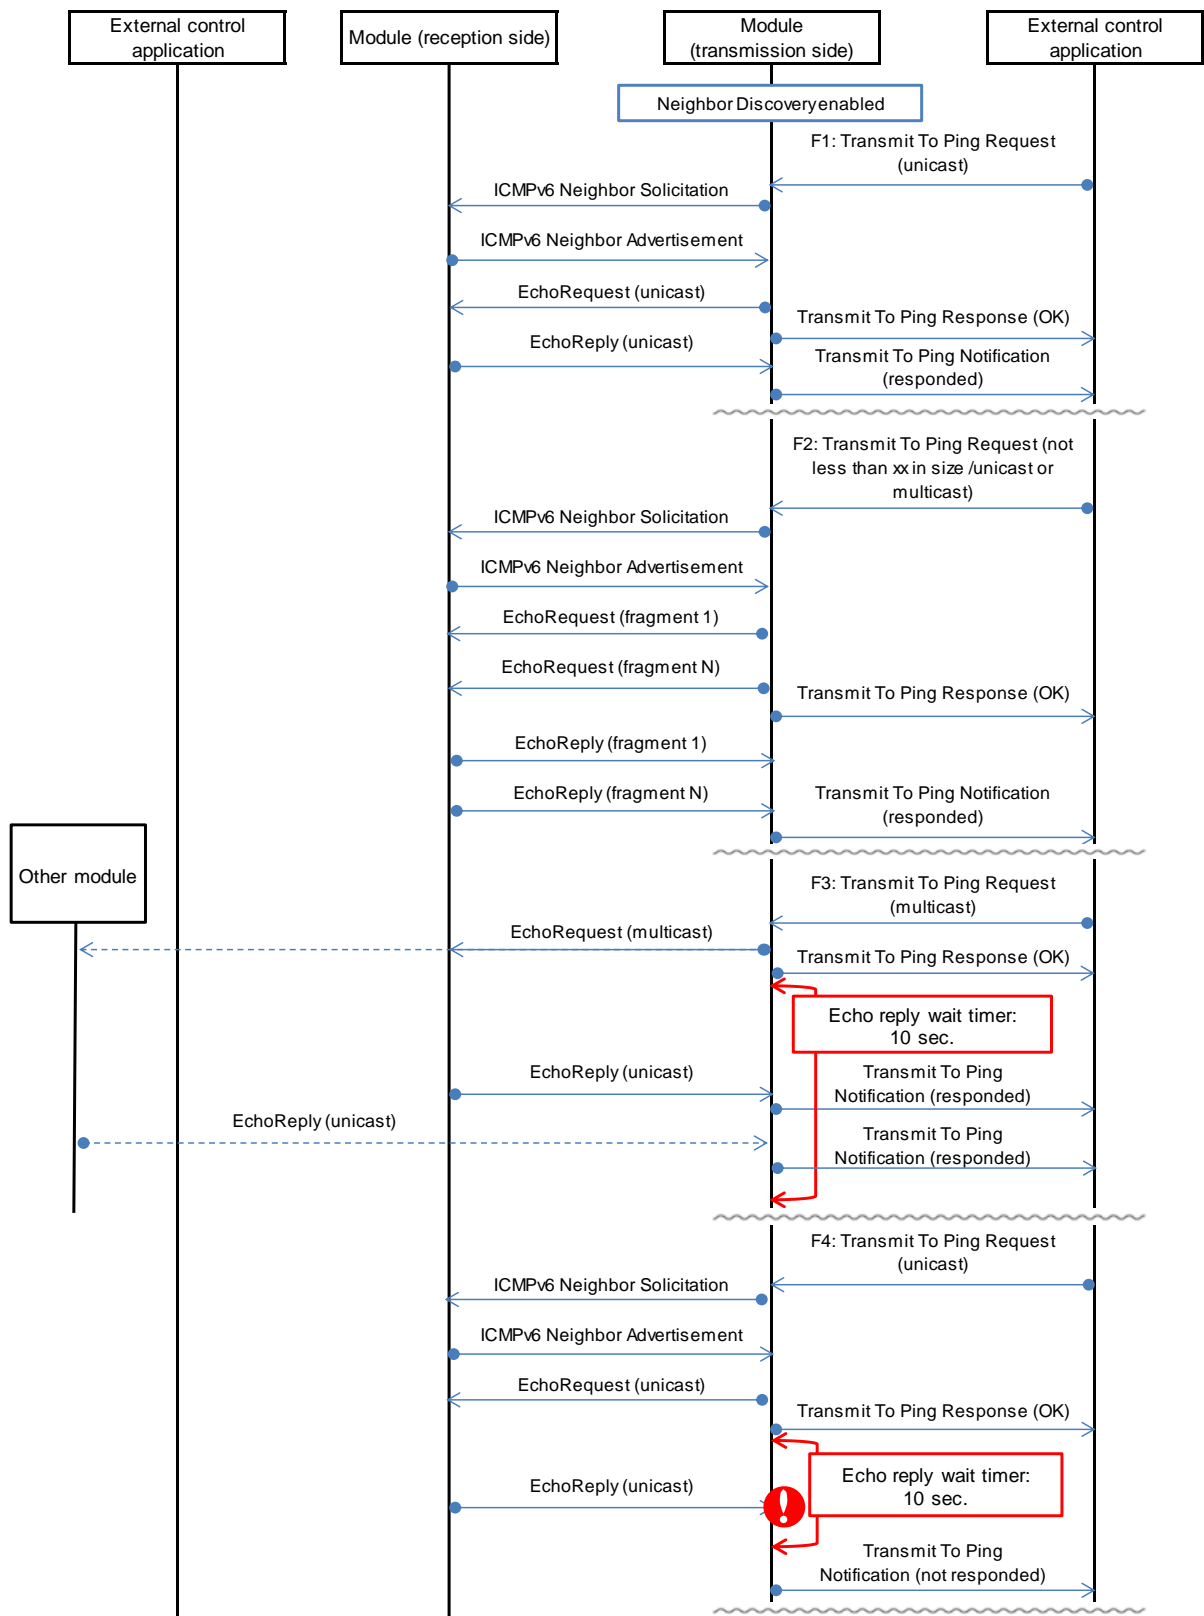 External control
application
Module (reception side)
Module
(transmission side)
External control
application
Neighbor Discovery enabled
F1: Transmit To Ping Request
(unicast)
ICMPv6 Neighbor Solicitation
ICMPv6 Neighbor Advertisement
EchoRequest (unicast)
Transmit To Ping Response (OK)
EchoReply (unicast)
Transmit To Ping Notification
(responded)
F2: Transmit To Ping Request (not
less than xx in size /unicast or
multicast)
ICMPv6 Neighbor Solicitation
ICMPv6 Neighbor Advertisement
EchoRequest (fragment 1)
EchoRequest (fragment N)
Transmit To Ping Response (OK)
EchoReply (fragment 1)
EchoReply (fragment N)
Transmit To Ping Notification
(responded)
Other module
F3: Transmit To Ping Request
(multicast)
EchoRequest (multicast)
Transmit To Ping Response (OK)
Echo reply wait timer:
10 sec.
EchoReply (unicast)
Transmit To Ping
Notification (responded)
EchoReply (unicast)
Transmit To Ping
Notification (responded)
F4: Transmit To Ping Request
(unicast)
ICMPv6 Neighbor Solicitation
ICMPv6 Neighbor Advertisement
EchoRequest (unicast)
Transmit To Ping Response (OK)
Echo reply wait timer:
10 sec.
EchoReply (unicast)
Transmit To Ping
Notification (not responded)